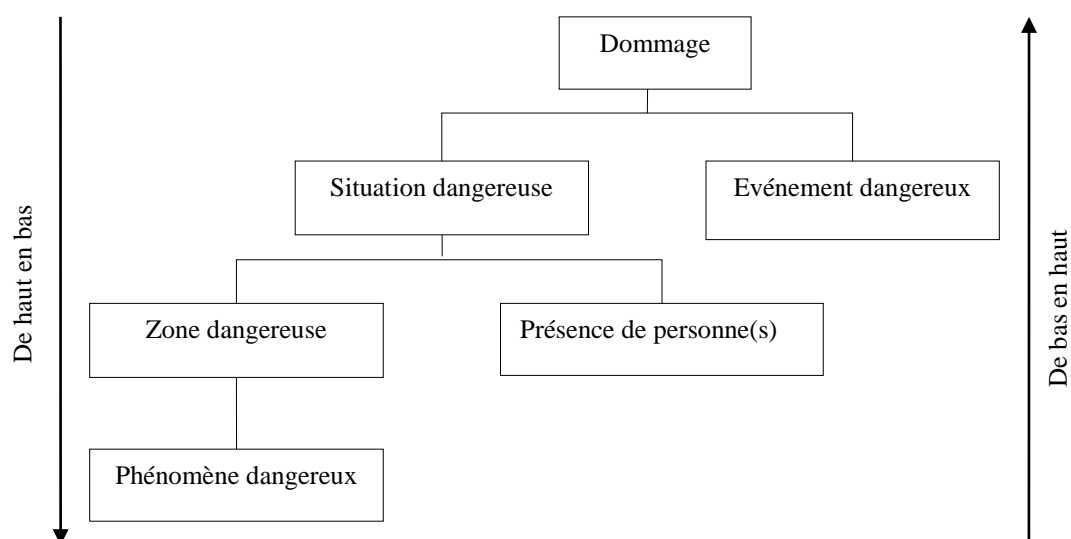 Dommage
Situation dangereuse
Evénement dangereux
De haut en bas
De bas en haut
Zone dangereuse
Présence de personne(s)
Phénomène dangereux